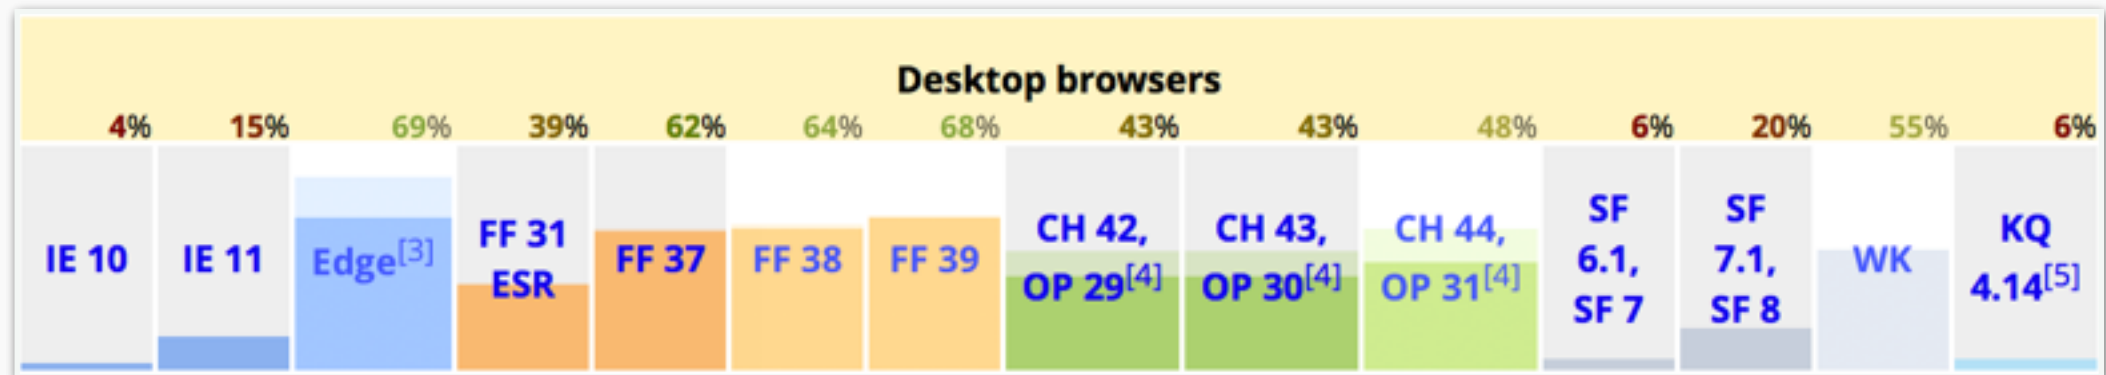 Desktop browsers
4% 15% 69% 39% 62% 64% 68% 43% 43% 48% 6% 20% 55% 6%
IE 10
IE 11
Edge[3]
FF 31
ESR
FF 37
FF 38
FF 39
CH 42,
OP 29[4]
CH 43,
OP 30[4]
CH 44,
OP 31[4]
SF
6.1,
SF 7
SF
7.1,
SF 8
WK
KQ
4.14[5]